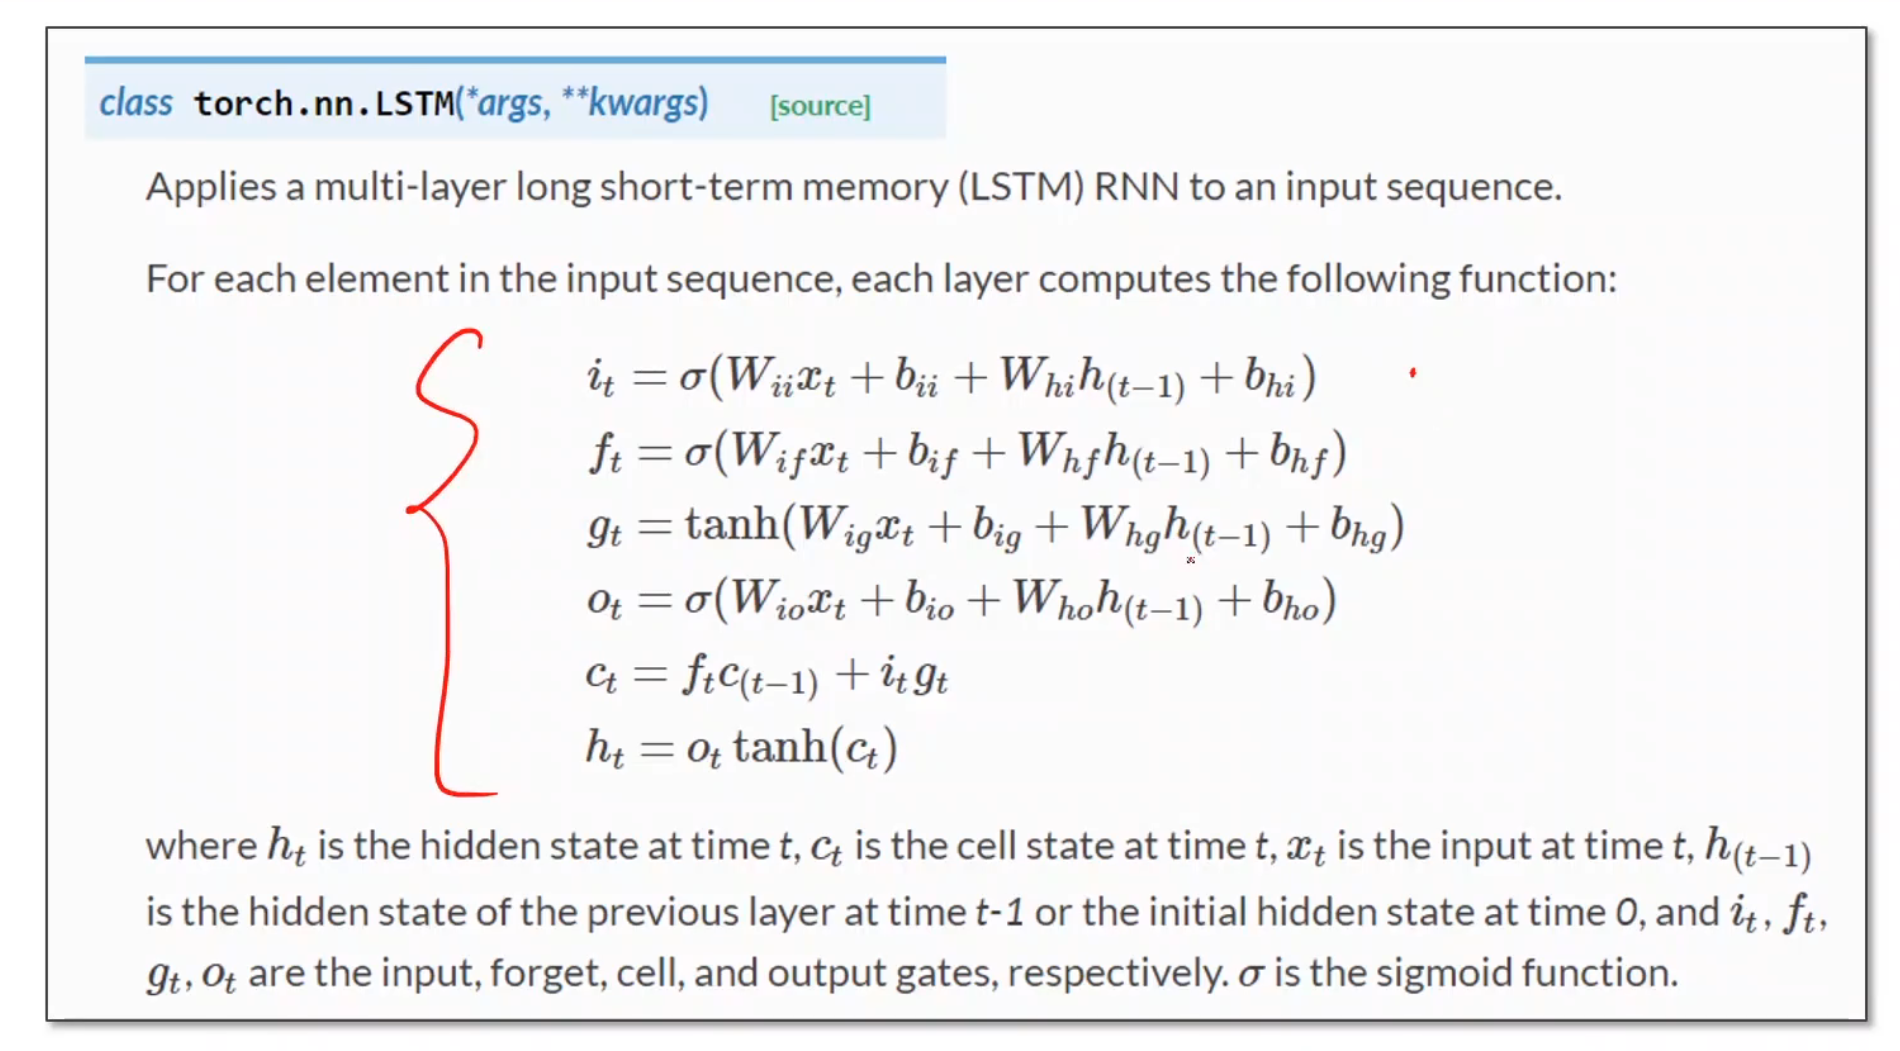 class torch.nn.LSTM(*args, **kwargs) [source]
Applies a multi-layer long short-term memory (LSTM) RNN to an input sequence.
For each element in the input sequence, each layer computes the following function:
i_t = σ(W_{ii} x_t + b_{ii} + W_{hi} h_{(t−1)} + b_{hi})
f_t = σ(W_{if} x_t + b_{if} + W_{hf} h_{(t−1)} + b_{hf})
g_t = tanh(W_{ig} x_t + b_{ig} + W_{hg} h_{(t−1)} + b_{hg})
o_t = σ(W_{io} x_t + b_{io} + W_{ho} h_{(t−1)} + b_{ho})
c_t = f_t c_{(t−1)} + i_t g_t
h_t = o_t tanh(c_t)
where h_t is the hidden state at time t, c_t is the cell state at time t, x_t is the input at time t, h_{(t−1)}
is the hidden state of the previous layer at time t-1 or the initial hidden state at time 0, and i_t, f_t,
g_t, o_t are the input, forget, cell, and output gates, respectively. σ is the sigmoid function.